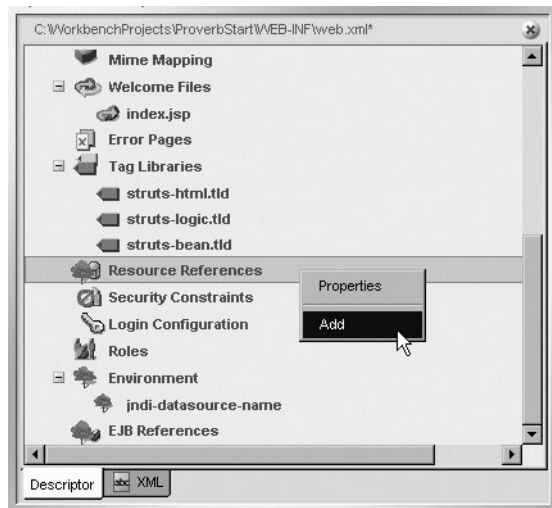 C:\WorkbenchProjects\ProverbStart\WEB-INF\web.xml*
Mime Mapping
Welcome Files
index.jsp
Error Pages
Tag Libraries
struts-html.tld
struts-logic.tld
struts-bean.tld
Resource References
Properties
Security Constraints
Login Configuration
Add
Roles
Environment
jndi-datasource-name
EJB References
Descriptor
abc XML